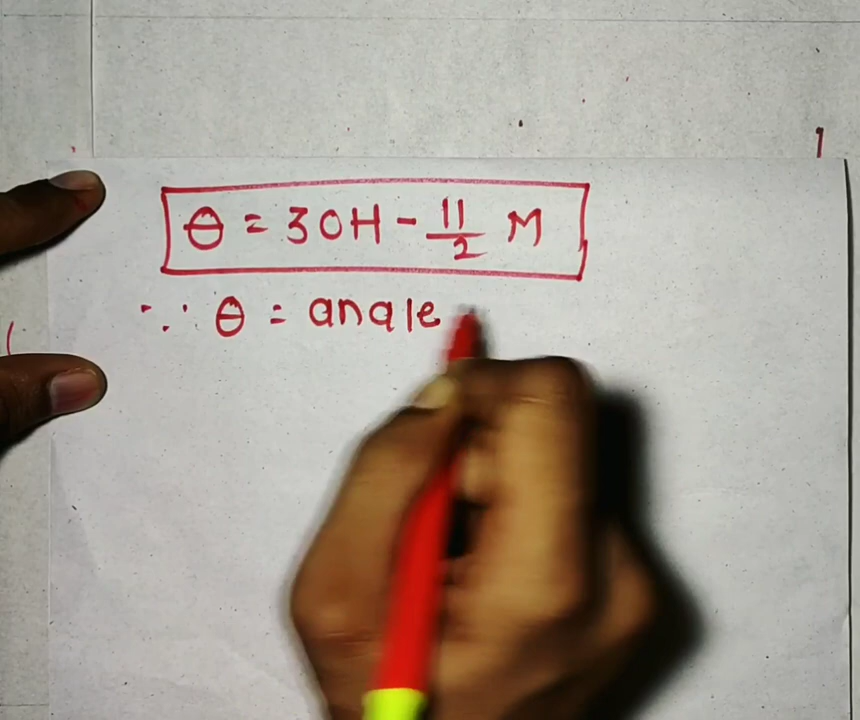 θ = 30H - 11/2 M
∵ θ = angle